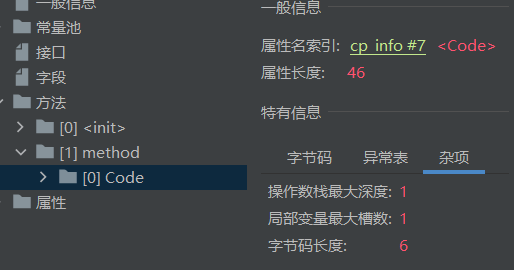 一般信息
常量池
接口
字段
方法
[0] <init>
[1] method
[0] Code
属性
一般信息
属性名索引: cp_info #7 <Code>
属性长度: 46
特有信息
字节码 异常表 杂项
操作数栈最大深度: 1
局部变量最大槽数: 1
字节码长度: 6